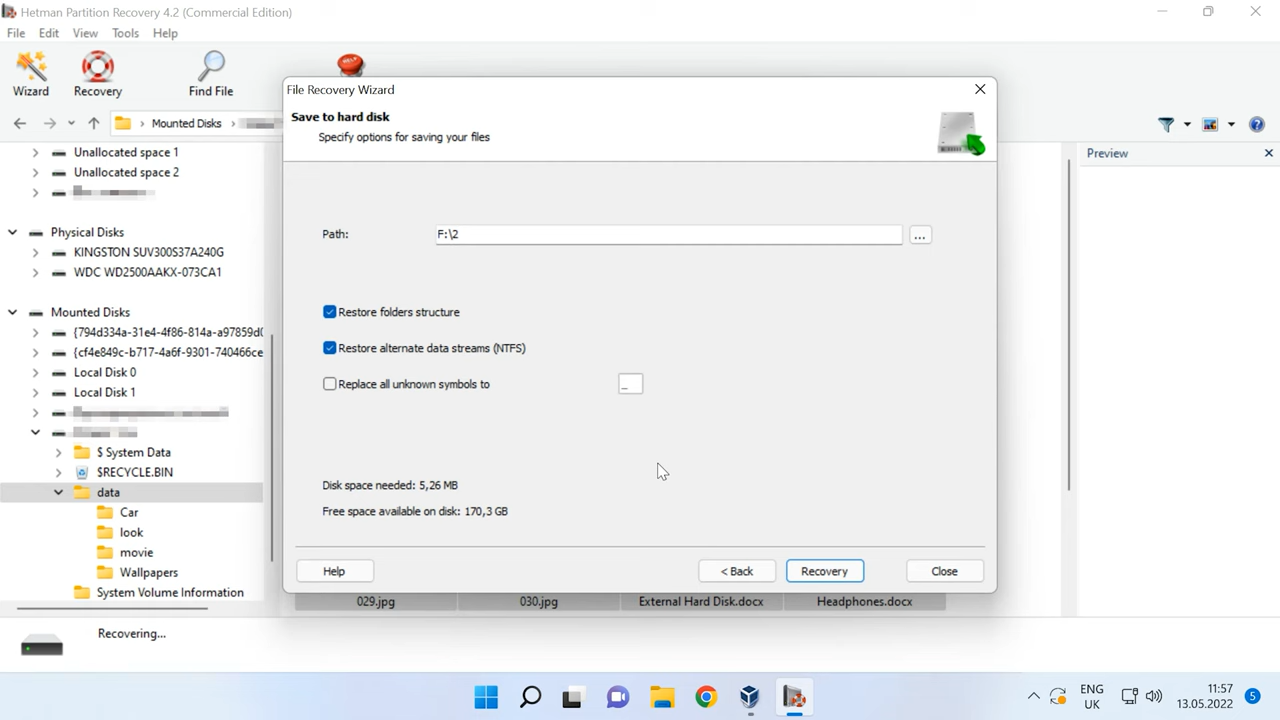 Hetman Partition Recovery 4.2 (Commercial Edition)
File Edit View Tools Help
Wizard Recovery Find File
HELP
Mounted Disks
Unallocated space 1
Unallocated space 2
Physical Disks
KINGSTON SUV300S37A240G
WDC WD2500AAKX-073CA1
Mounted Disks
{794d334a-31e4-4f86-814a-a97859d0
{cf4e849c-b717-4a6f-9301-740466ce
Local Disk 0
Local Disk 1
$ System Data
$RECYCLE.BIN
data
Car
look
movie
Wallpapers
System Volume Information
File Recovery Wizard
Save to hard disk
Specify options for saving your files
Path: F:\2 ...
Restore folders structure
Restore alternate data streams (NTFS)
Replace all unknown symbols to _
Disk space needed: 5,26 MB
Free space available on disk: 170,3 GB
Help < Back Recovery Close
029.jpg 030.jpg External Hard Disk.docx Headphones.docx
Preview
Recovering...
ENG
UK
11:57
13.05.2022
5